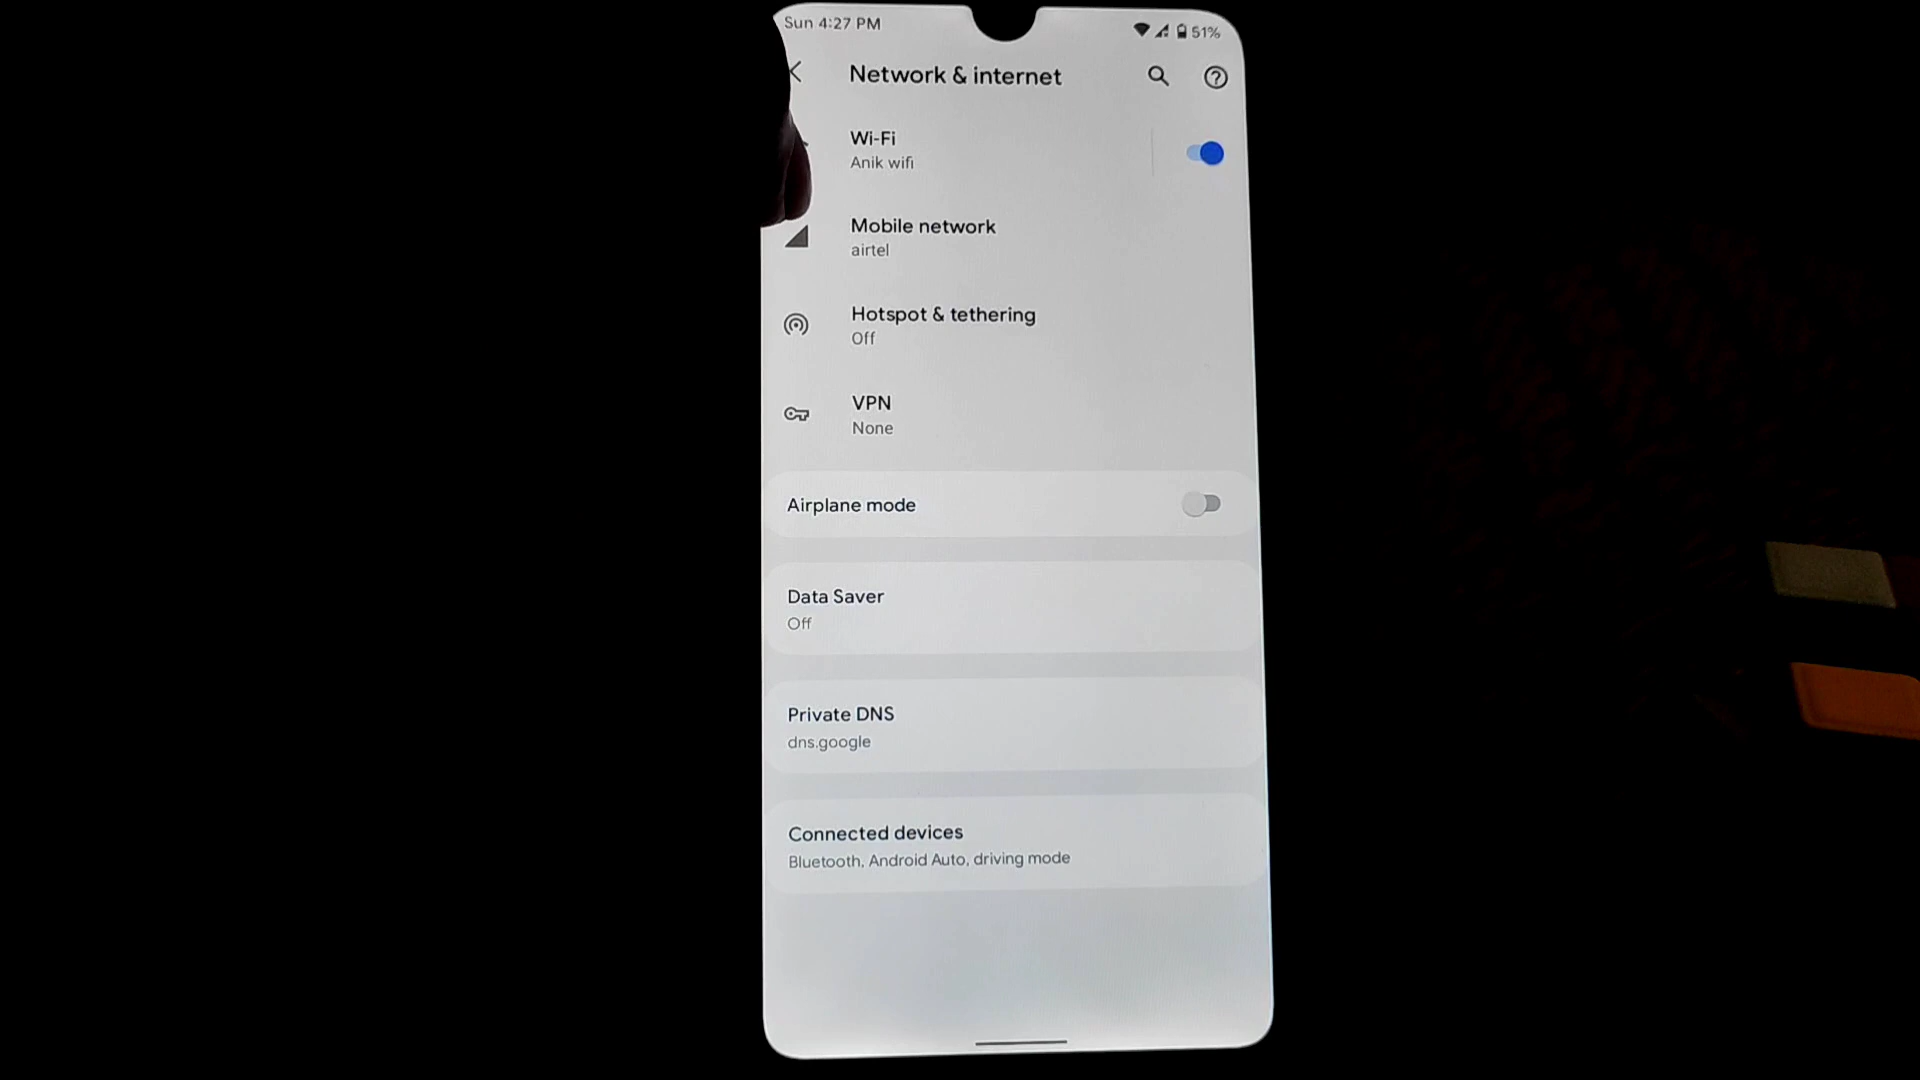 Sun 4:27 PM
51%
Network & internet
Wi-Fi
Anik wifi
Mobile network
airtel
Hotspot & tethering
Off
VPN
None
Airplane mode
Data Saver
Off
Private DNS
dns.google
Connected devices
Bluetooth, Android Auto, driving mode